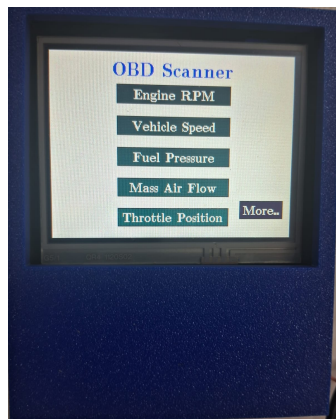 OBD Scanner
Engine RPM
Vehicle Speed
Fuel Pressure
Mass Air Flow
Throttle Position
More..